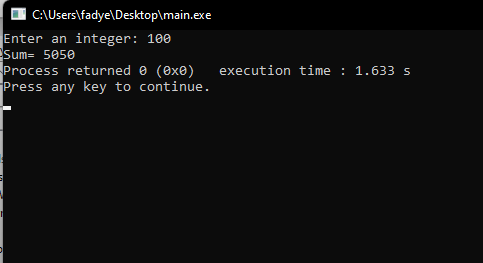 C:\Users\fadye\Desktop\main.exe
Enter an integer: 100
Sum= 5050
Process returned 0 (0x0)   execution time : 1.633 s
Press any key to continue.